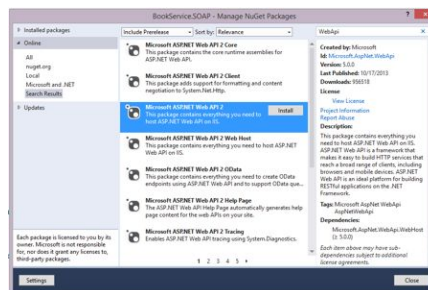 BookService.SOAP - Manage NuGet Packages
Installed packages
Online
All
nuget.org
Local
Microsoft and .NET
Search Results
Updates
Each package is licensed to you by its
owner. Microsoft is not responsible
for, nor does it grant any licenses to,
third-party packages.
Settings
Include Prerelease
Sort by: Relevance
Microsoft ASP.NET Web API 2 Core
This package contains the core runtime assemblies for
ASP.NET Web API.
Microsoft ASP.NET Web API 2 Client
This package adds support for formatting and content
negotiation to System.Net.Http.
Microsoft ASP.NET Web API 2
This package contains everything you need to
host ASP.NET Web API on IIS.
Install
Microsoft ASP.NET Web API 2 Web Host
This package contains everything you need to host ASP.NET
Web API on IIS.
Microsoft ASP.NET Web API 2 OData
This package contains everything you need to create OData
endpoints using ASP.NET Web API and to support OData que...
Microsoft ASP.NET Web API 2 Help Page
The ASP.NET Web API Help Page automatically generates help
page content for the web APIs on your site.
Microsoft ASP.NET Web API 2 Tracing
Enables ASP.NET Web API tracing using System.Diagnostics.
1 2 3 4 5
WebApi
Created by: Microsoft
Id: Microsoft.AspNet.WebApi
Version: 5.0.0
Last Published: 10/17/2013
Downloads:
License
View License
Project Information
Report Abuse
Description:
This package contains everything
you need to host ASP.NET Web API on IIS.
ASP.NET Web API is a framework that
makes it easy to build HTTP services that
reach a broad range of clients, including
browsers and mobile devices. ASP.NET
Web API is an ideal platform for building
RESTful applications on the .NET
Framework.
Tags: Microsoft AspNet WebApi
AspNetWebApi
Dependencies:
Microsoft.AspNet.WebApi.WebHost
(≥ 5.0.0)
Each item above may have sub-
dependencies subject to additional
license agreements.
Close